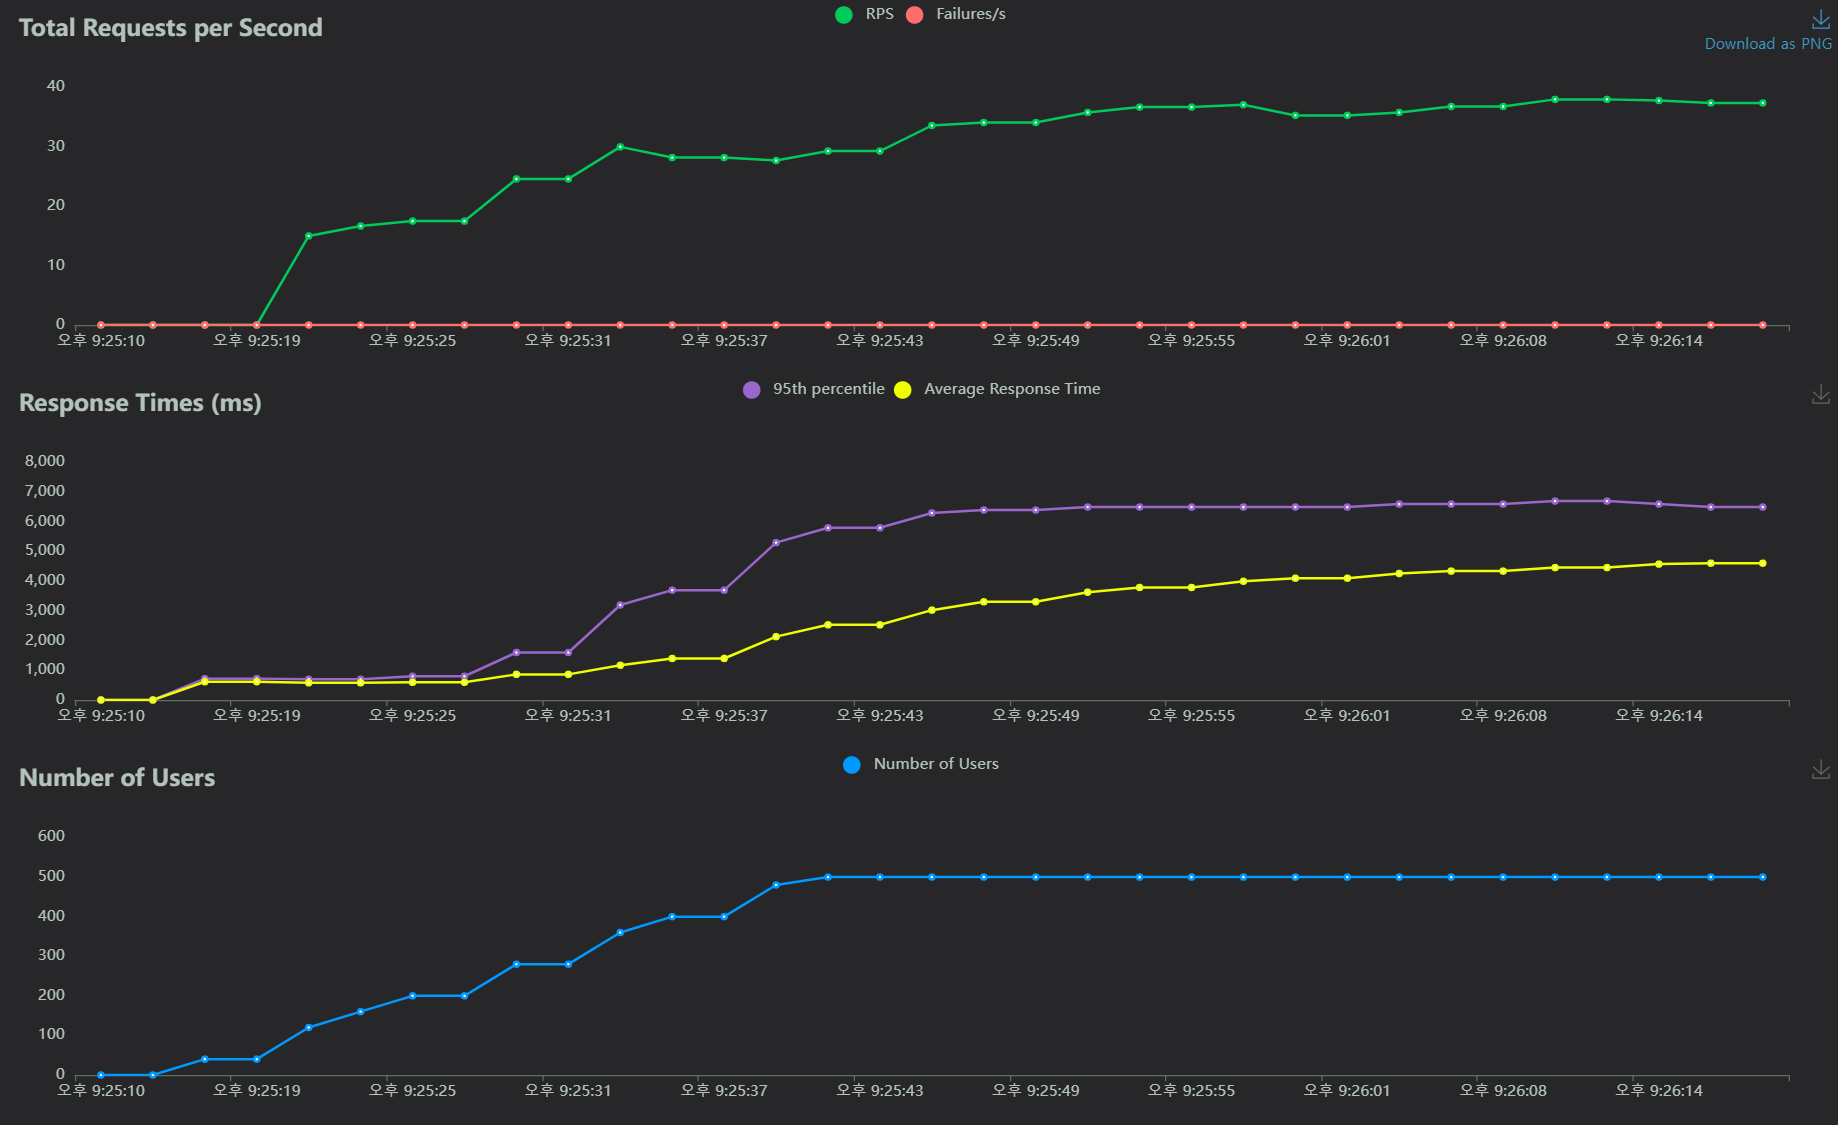 Total Requests per Second
RPS Failures/s
Download as PNG
40
30
20
10
0
오후 9:25:10 오후 9:25:19 오후 9:25:25 오후 9:25:31 오후 9:25:37 오후 9:25:43 오후 9:25:49 오후 9:25:55 오후 9:26:01 오후 9:26:08 오후 9:26:14
Response Times (ms)
95th percentile Average Response Time
8,000
7,000
6,000
5,000
4,000
3,000
2,000
1,000
0
오후 9:25:10 오후 9:25:19 오후 9:25:25 오후 9:25:31 오후 9:25:37 오후 9:25:43 오후 9:25:49 오후 9:25:55 오후 9:26:01 오후 9:26:08 오후 9:26:14
Number of Users
Number of Users
600
500
400
300
200
100
0
오후 9:25:10 오후 9:25:19 오후 9:25:25 오후 9:25:31 오후 9:25:37 오후 9:25:43 오후 9:25:49 오후 9:25:55 오후 9:26:01 오후 9:26:08 오후 9:26:14